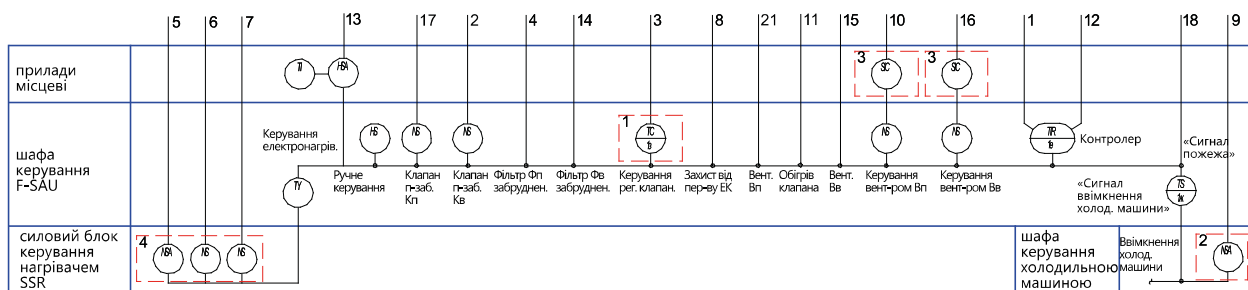 5 6 7 13 17 2 4 14 3 8 21 11 15 10 16 1 12 18 9
прилади
місцеві
TI HSA
3 SC
3 SC
шафа
керування
F-SAU
Керування
електронагрів.
HS NS NS
1 TC
NS NS
TIR
Контролер
«Сигнал
пожежа»
TY
Ручне
керування
Клапан
п-заб.
Кп
Клапан
п-заб.
Кв
Фільтр Фп
забруднен.
Фільтр Фв
забруднен.
Керування
рег. клапан.
Захист від
пер-ву ЕК
Вент.
Вп
Обігрів
клапана
Вент.
Вв
Керування
вент-ром Вп
Керування
вент-ром Вв
«Сигнал
ввімкнення
холод. машини»
TS
силовий блок
керування
нагрівачем
SSR
4 NSA NS NS
шафа
керування
холодильною
машиною
Ввімкнення
холод.
машини
2 NSA